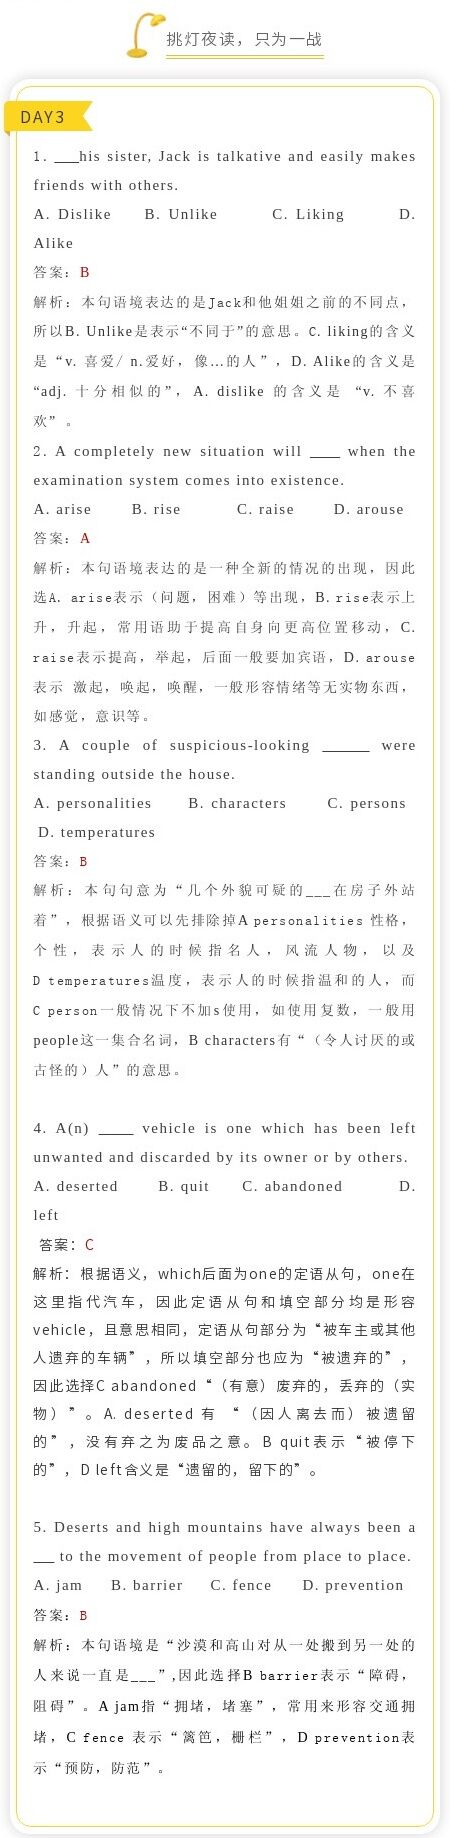 挑灯夜读，只为一战
DAY3
1. ___his sister, Jack is talkative and easily makes
friends with others.
A. Dislike B. Unlike C. Liking D.
Alike
答案：B
解析：本句语境表达的是Jack和他姐姐之前的不同点，
所以B. Unlike是表示“不同于”的意思。C. liking的含义
是“v. 喜爱/ n.爱好，像…的人”，D. Alike的含义是
“adj. 十分相似的”，A. dislike 的含义是 “v. 不喜
欢”。
2. A completely new situation will ____ when the
examination system comes into existence.
A. arise B. rise C. raise D. arouse
答案：A
解析：本句语境表达的是一种全新的情况的出现，因此
选A. arise表示（问题，困难）等出现，B. rise表示上
升，升起，常用语助于提高自身向更高位置移动，C.
raise表示提高，举起，后面一般要加宾语，D. arouse
表示 激起，唤起，唤醒，一般形容情绪等无实物东西，
如感觉，意识等。
3. A couple of suspicious-looking ______ were
standing outside the house.
A. personalities B. characters C. persons
D. temperatures
答案：B
解析：本句句意为“几个外貌可疑的___在房子外站
着”，根据语义可以先排除掉A personalities 性格，
个性，表示人的时候指名人，风流人物，以及
D temperatures温度，表示人的时候指温和的人，而
C person一般情况下不加s使用，如使用复数，一般用
people这一集合名词，B characters有“（令人讨厌的或
古怪的）人”的意思。
4. A(n) ____ vehicle is one which has been left
unwanted and discarded by its owner or by others.
A. deserted B. quit C. abandoned D.
left
答案：C
解析：根据语义，which后面为one的定语从句，one在
这里指代汽车，因此定语从句和填空部分均是形容
vehicle，且意思相同，定语从句部分为“被车主或其他
人遗弃的车辆”，所以填空部分也应为“被遗弃的”，
因此选择C abandoned“（有意）废弃的，丢弃的（实
物）”。A. deserted 有 “（因人离去而）被遗留
的”，没有弃之为废品之意。B quit表示“被停下
的”，D left含义是“遗留的，留下的”。
5. Deserts and high mountains have always been a
___ to the movement of people from place to place.
A. jam B. barrier C. fence D. prevention
答案：B
解析：本句语境是“沙漠和高山对从一处搬到另一处的
人来说一直是___”,因此选择B barrier表示“障碍，
阻碍”。A jam指“拥堵，堵塞”，常用来形容交通拥
堵，C fence 表示“篱笆，栅栏”，D prevention表
示“预防，防范”。